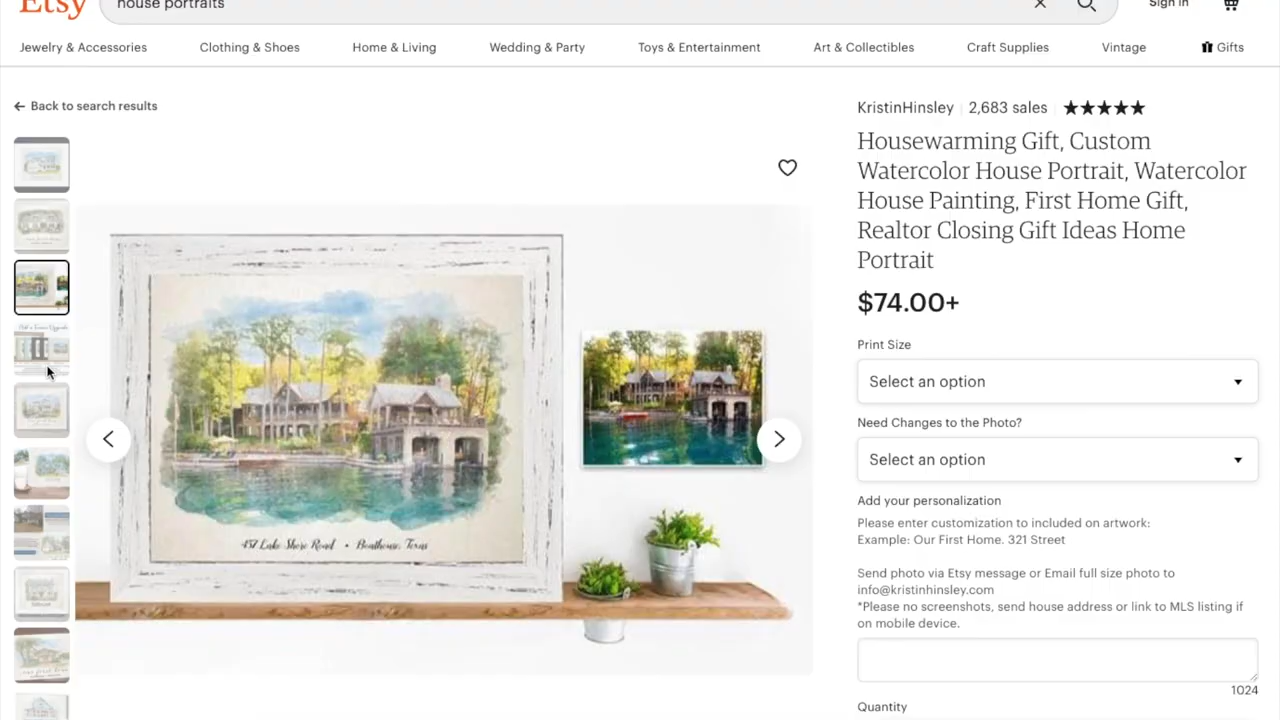 Etsy
house portraits
Sign in
Jewelry & Accessories
Clothing & Shoes
Home & Living
Wedding & Party
Toys & Entertainment
Art & Collectibles
Craft Supplies
Vintage
Gifts
Back to search results
KristinHinsley
2,683 sales
Housewarming Gift, Custom
Watercolor House Portrait, Watercolor
House Painting, First Home Gift,
Realtor Closing Gift Ideas Home
Portrait
$74.00+
Print Size
Select an option
Need Changes to the Photo?
Select an option
Add your personalization
Please enter customization to included on artwork:
Example: Our First Home. 321 Street
Send photo via Etsy message or Email full size photo to
info@kristinhinsley.com
*Please no screenshots, send house address or link to MLS listing if
on mobile device.
1024
Quantity
437 Lake Shore Road • Boathouse, Texas